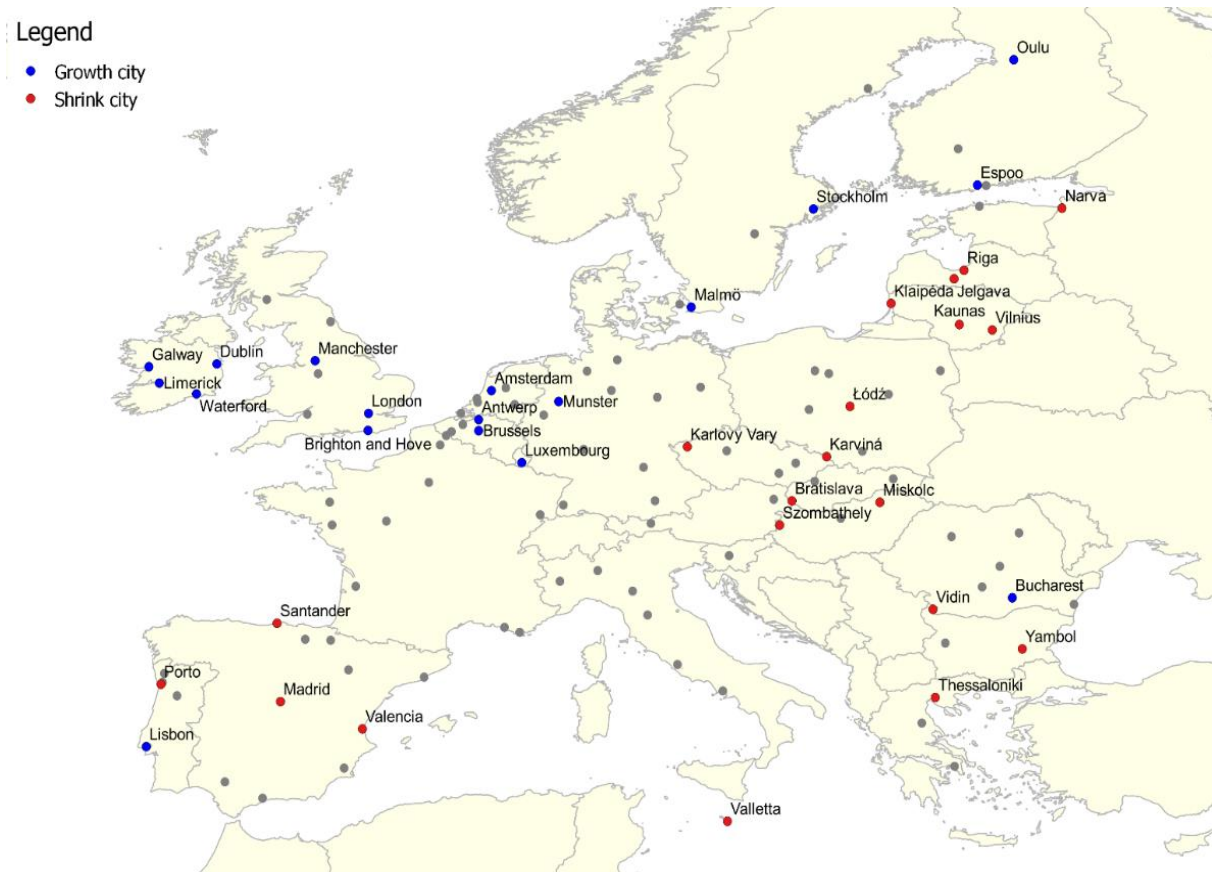 Legend
Growth city
Shrink city
Oulu
Espoo
Stockholm
Narva
Riga
Malmö
Klaipéda Jelgava
Kaunas
Vilnius
Galway
Dublin
Manchester
Limerick
Waterford
Amsterdam
Munster
London
Antwerp
Łódź
Brighton and Hove
Brussels
Karlovy Vary
Karviná
Luxembourg
Bratislava
Miskolc
Szombathely
Bucharest
Vidin
Santander
Yambol
Porto
Madrid
Thessaloniki
Valencia
Lisbon
Valletta